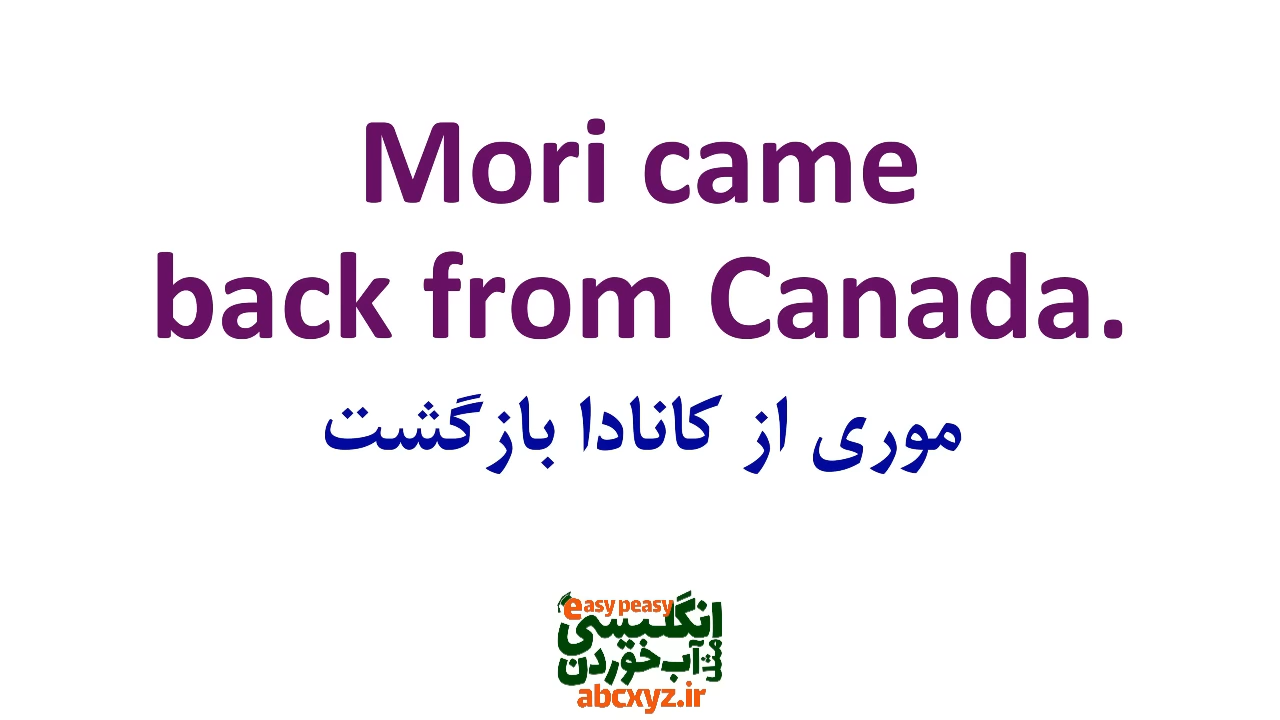 Mori came
back from Canada.
موری از کانادا بازگشت
easy peasy
انگلیسی
مثل آب خوردن
abcxyz.ir